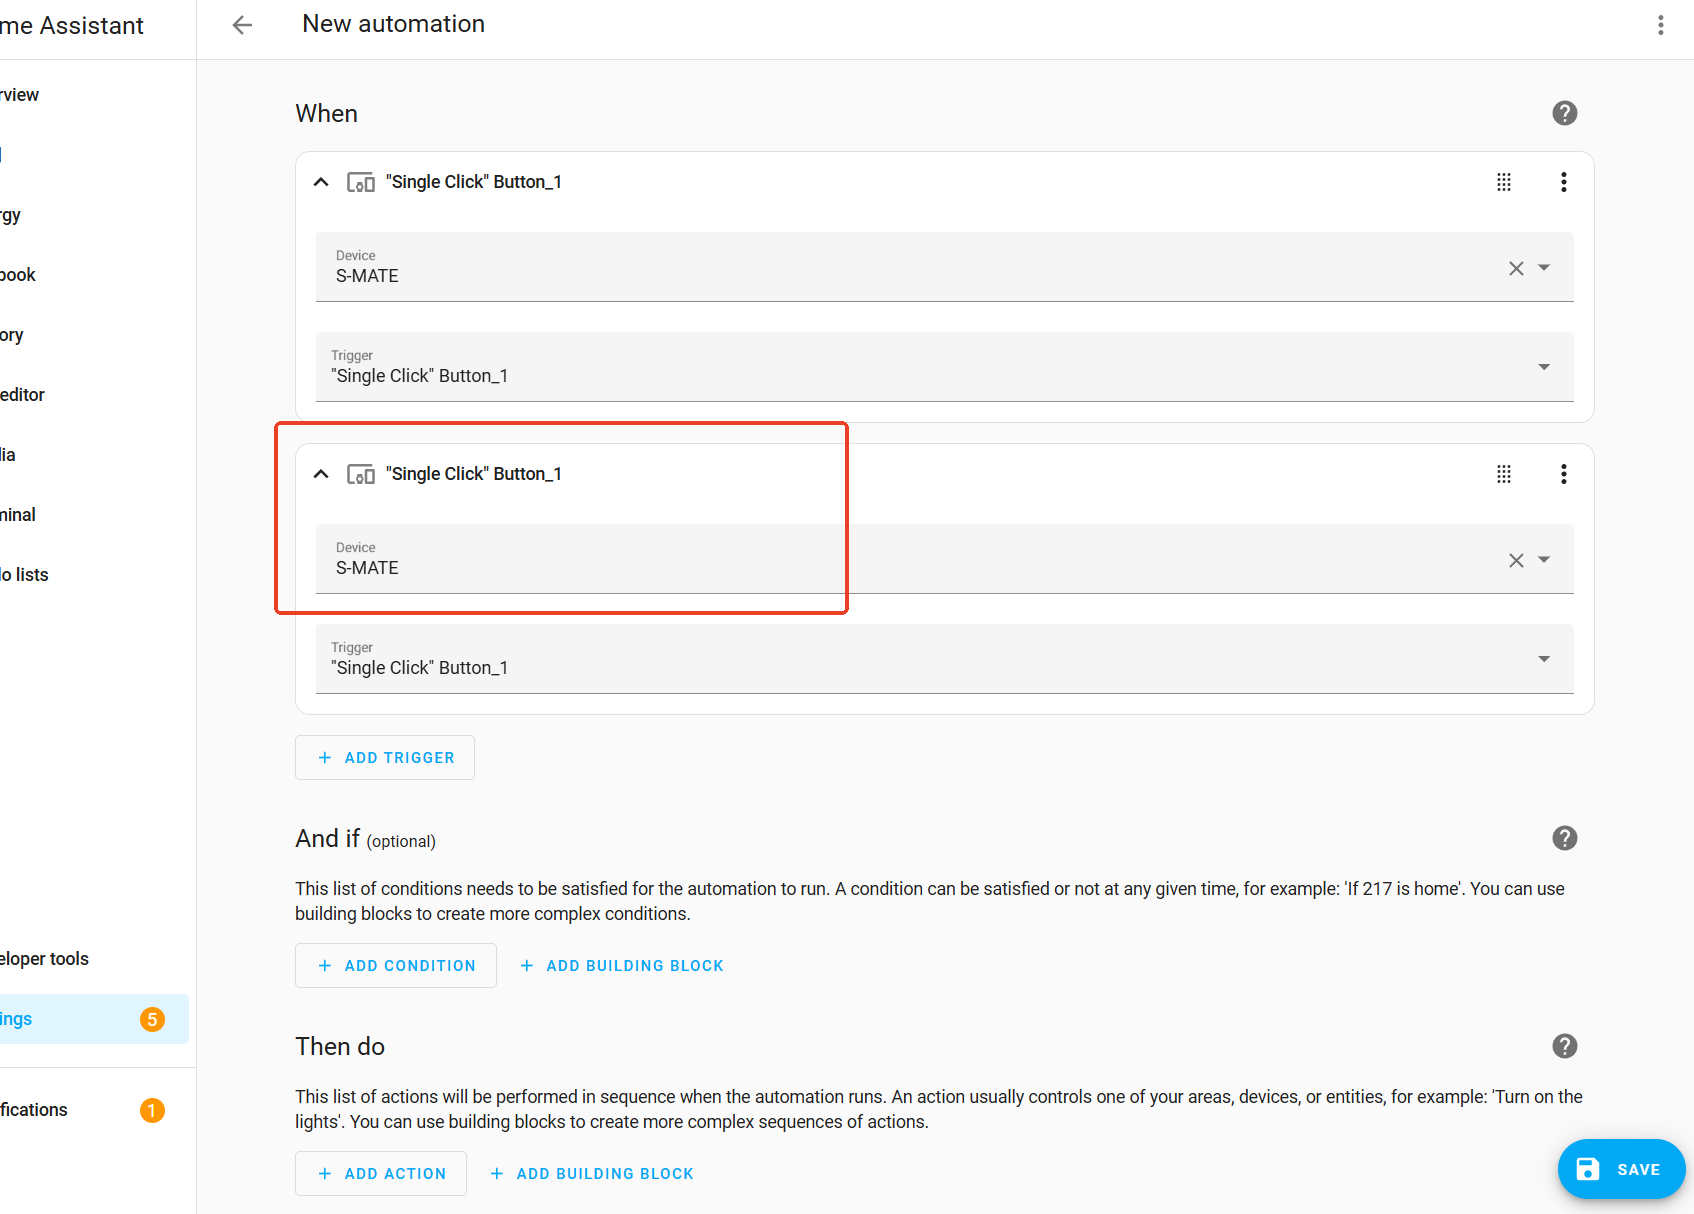 me Assistant
New automation
rview
rgy
book
ory
editor
dia
minal
do lists
eloper tools
ings
5
fications
1
When
"Single Click" Button_1
Device
S-MATE
Trigger
"Single Click" Button_1
"Single Click" Button_1
Device
S-MATE
Trigger
"Single Click" Button_1
ADD TRIGGER
And if (optional)
This list of conditions needs to be satisfied for the automation to run. A condition can be satisfied or not at any given time, for example: 'If 217 is home'. You can use
building blocks to create more complex conditions.
ADD CONDITION
ADD BUILDING BLOCK
Then do
This list of actions will be performed in sequence when the automation runs. An action usually controls one of your areas, devices, or entities, for example: 'Turn on the
lights'. You can use building blocks to create more complex sequences of actions.
ADD ACTION
ADD BUILDING BLOCK
SAVE